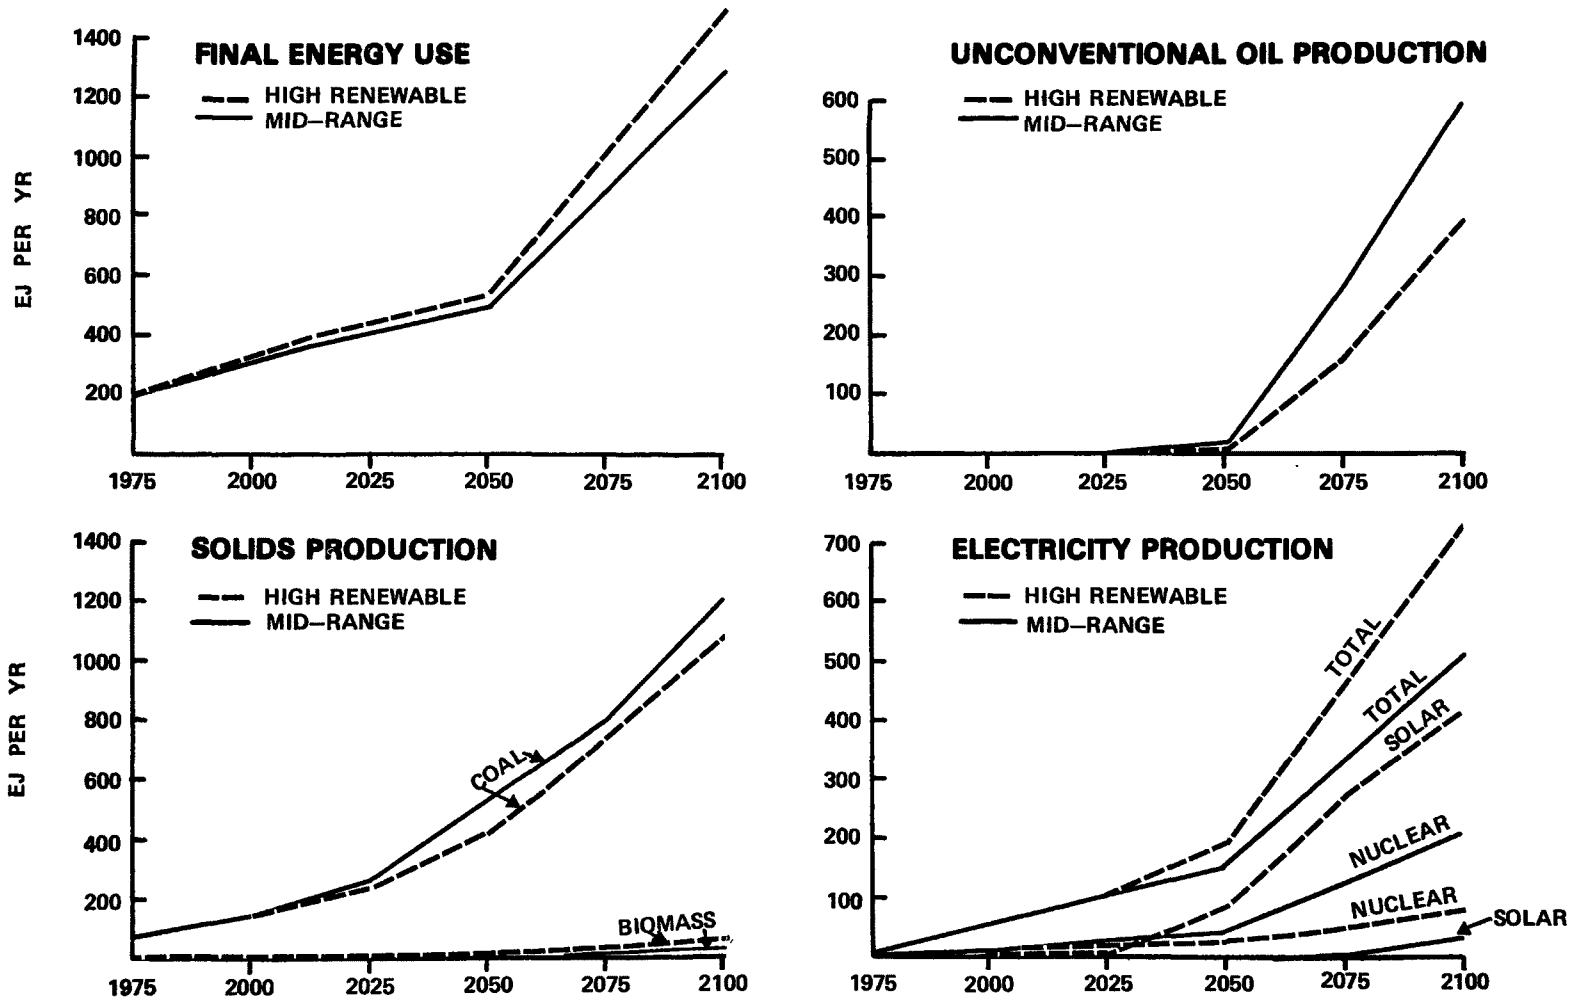 FINAL ENERGY USE
HIGH RENEWABLE
MID–RANGE
EJ PER YR
1400
1200
1000
800
600
400
200
1975 2000 2025 2050 2075 2100
UNCONVENTIONAL OIL PRODUCTION
HIGH RENEWABLE
MID–RANGE
600
500
400
300
200
100
1975 2000 2025 2050 2075 2100
SOLIDS PRODUCTION
HIGH RENEWABLE
MID–RANGE
EJ PER YR
1400
1200
1000
800
600
400
200
COAL
BIOMASS
1975 2000 2025 2050 2075 2100
ELECTRICITY PRODUCTION
HIGH RENEWABLE
MID–RANGE
700
600
500
400
300
200
100
TOTAL
TOTAL
SOLAR
NUCLEAR
NUCLEAR
SOLAR
1975 2000 2025 2050 2075 2100